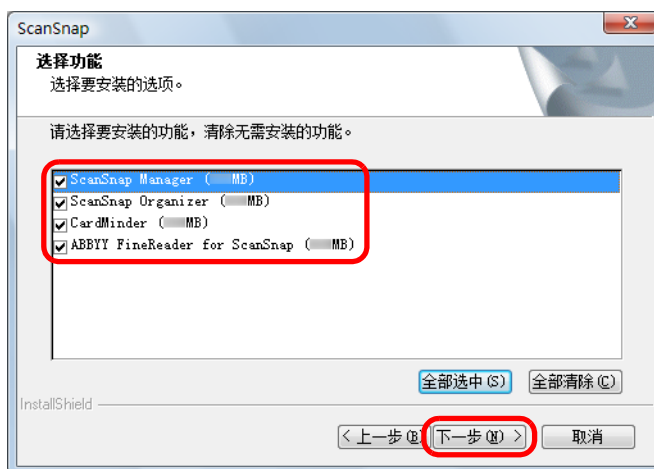 ScanSnap
选择功能
选择要安装的选项。
请选择要安装的功能，清除无需安装的功能。
ScanSnap Manager ( MB)
ScanSnap Organizer ( MB)
CardMinder ( MB)
ABBYY FineReader for ScanSnap ( MB)
全部选中(S) 全部清除(C)
InstallShield
< 上一步(B) 下一步(N) > 取消